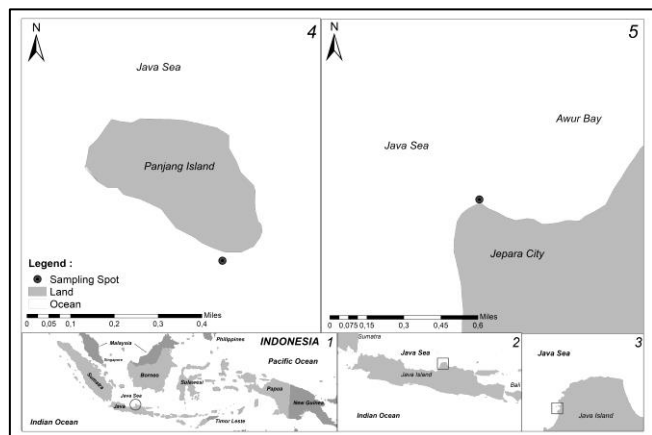 N
4
Java Sea
Panjang Island
Legend :
Sampling Spot
Land
Ocean
Miles
0 0,05 0,1 0,2 0,3 0,4
N
5
Awur Bay
Java Sea
Jepara City
Miles
0 0,075 0,15 0,3 0,45 0,6
INDONESIA
1
Philippines
Malaysia
Pacific Ocean
Singapore
Sumatra
Borneo
Sulawesi
Papua
New Guinea
Java Sea
Java
Indian Ocean
Timor Leste
Sumatra
2
Java Sea
Java Island
Bali
Indian Ocean
3
Java Sea
Java Island